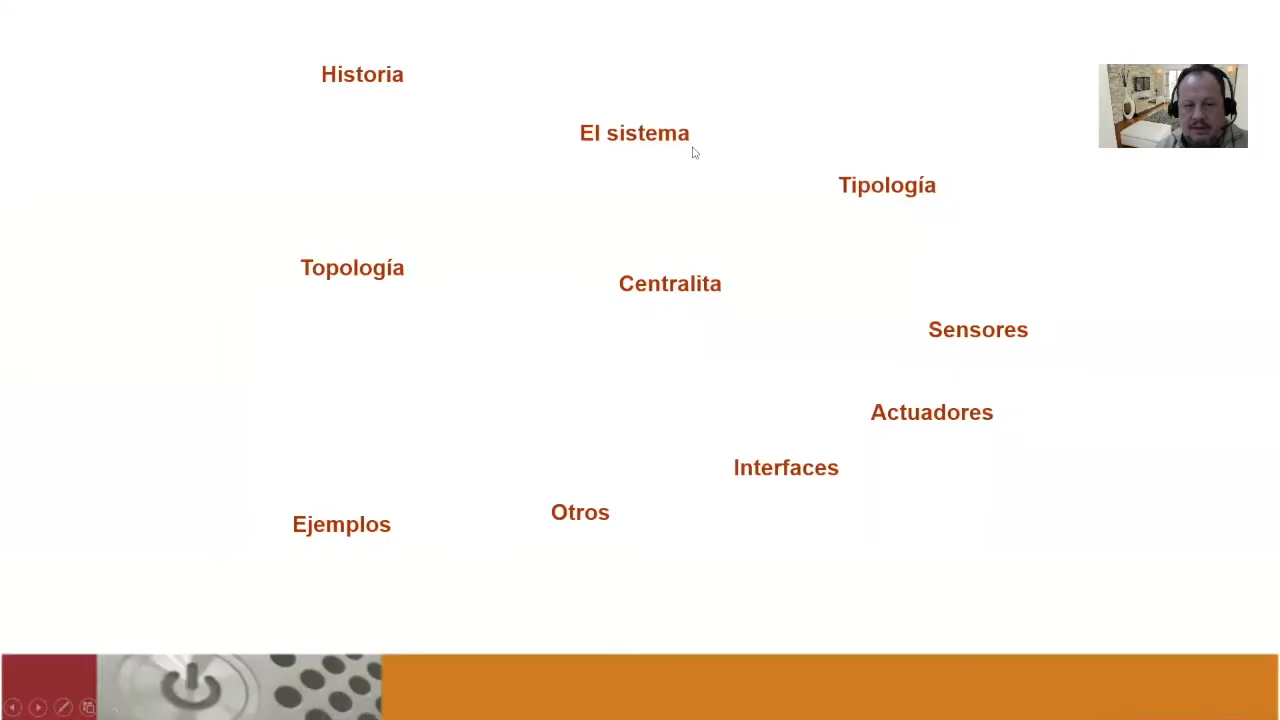 Historia
El sistema
Tipología
Topología
Centralita
Sensores
Actuadores
Interfaces
Otros
Ejemplos